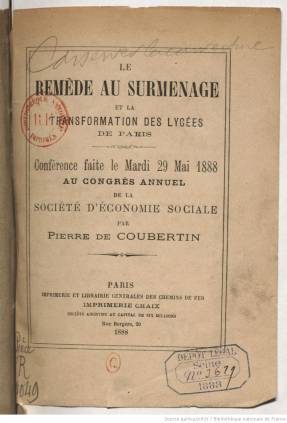 LE
REMÈDE AU SURMENAGE
ET LA
TRANSFORMATION DES LYCÉES
DE PARIS
Conférence faite le Mardi 29 Mai 1888
AU CONGRÈS ANNUEL
DE LA
SOCIÉTÉ D'ÉCONOMIE SOCIALE
PAR
PIERRE DE COUBERTIN
PARIS
IMPRIMERIE ET LIBRAIRIE CENTRALES DES CHEMINS DE FER
IMPRIMERIE CHAIX
SOCIÉTÉ ANONYME AU CAPITAL DE SIX MILLIONS
Rue Bergère, 20
1888
DÉPÔT LÉGAL
Seine
1888
R
Source gallica.bnf.fr / Bibliothèque nationale de France